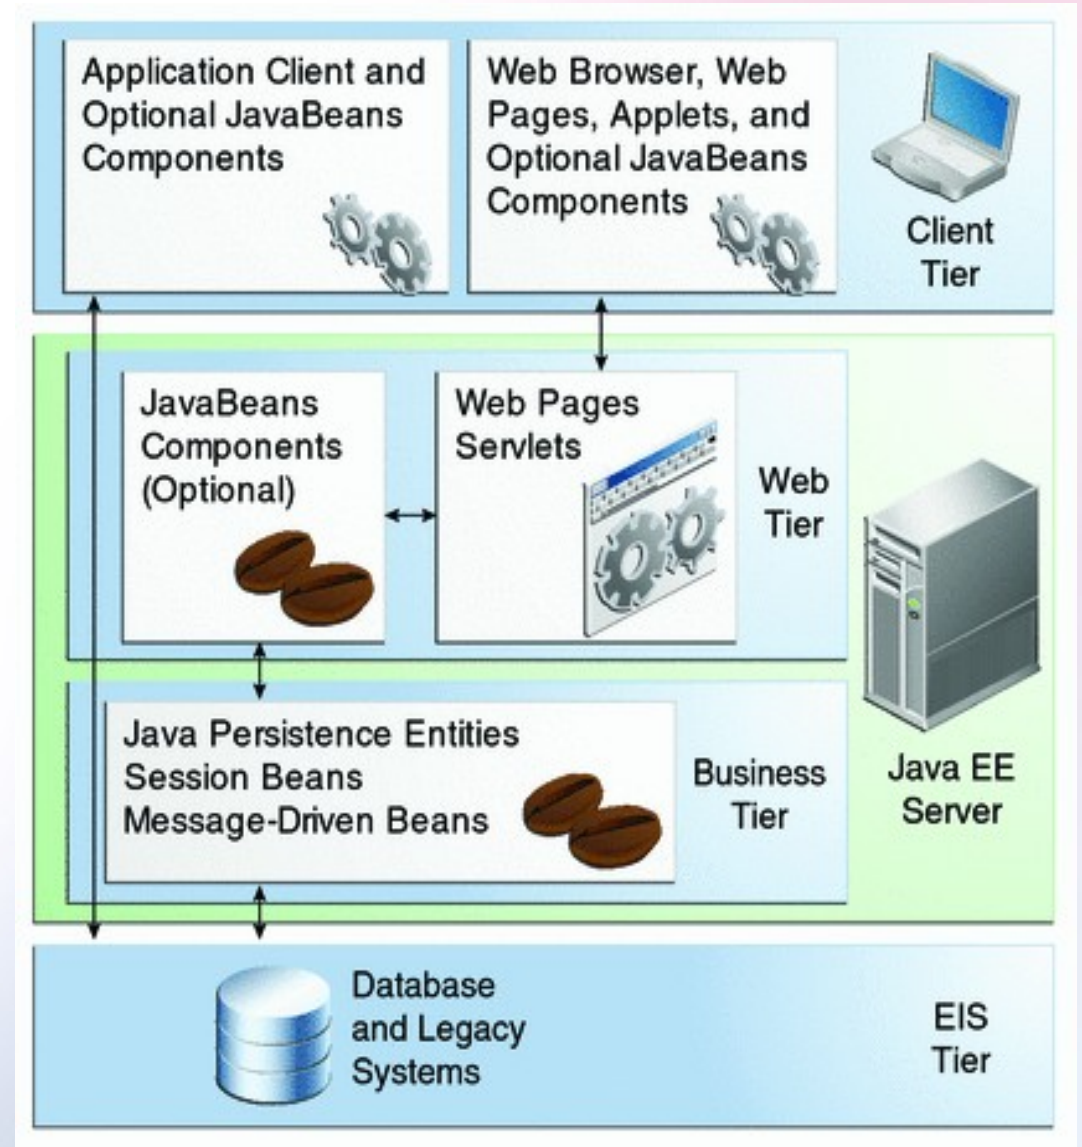 Application Client and
Optional JavaBeans
Components
Web Browser, Web
Pages, Applets, and
Optional JavaBeans
Components
Client
Tier
JavaBeans
Components
(Optional)
Web Pages
Servlets
Web
Tier
Java Persistence Entities
Session Beans
Message-Driven Beans
Business
Tier
Java EE
Server
Database
and Legacy
Systems
EIS
Tier